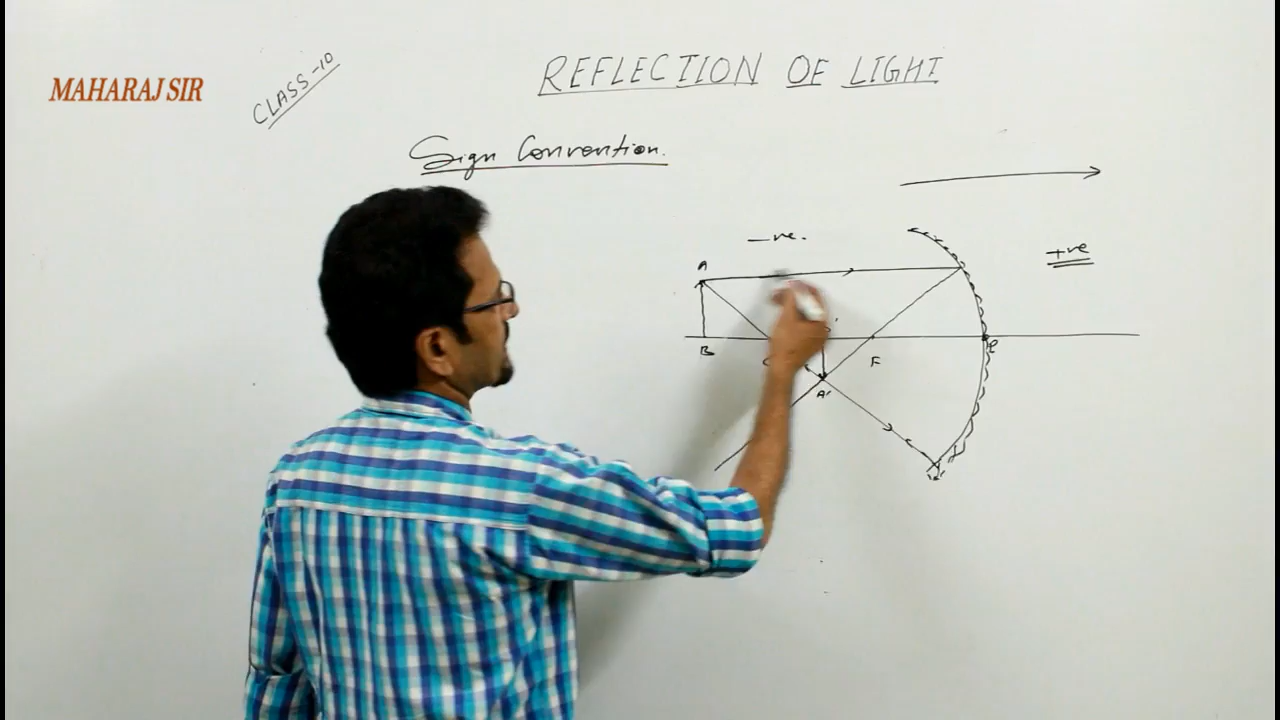 REFLECTION OF LIGHT
MAHARAJ SIR
CLASS-10
Sign Convention.
-ve.
+ve
A
B
F
P
A'